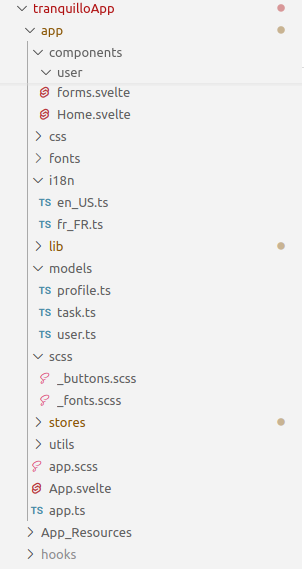 tranquilloApp
app
components
user
forms.svelte
Home.svelte
css
fonts
i18n
TS en_US.ts
TS fr_FR.ts
lib
models
TS profile.ts
TS task.ts
TS user.ts
scss
_buttons.scss
_fonts.scss
stores
utils
app.scss
App.svelte
TS app.ts
App_Resources
hooks